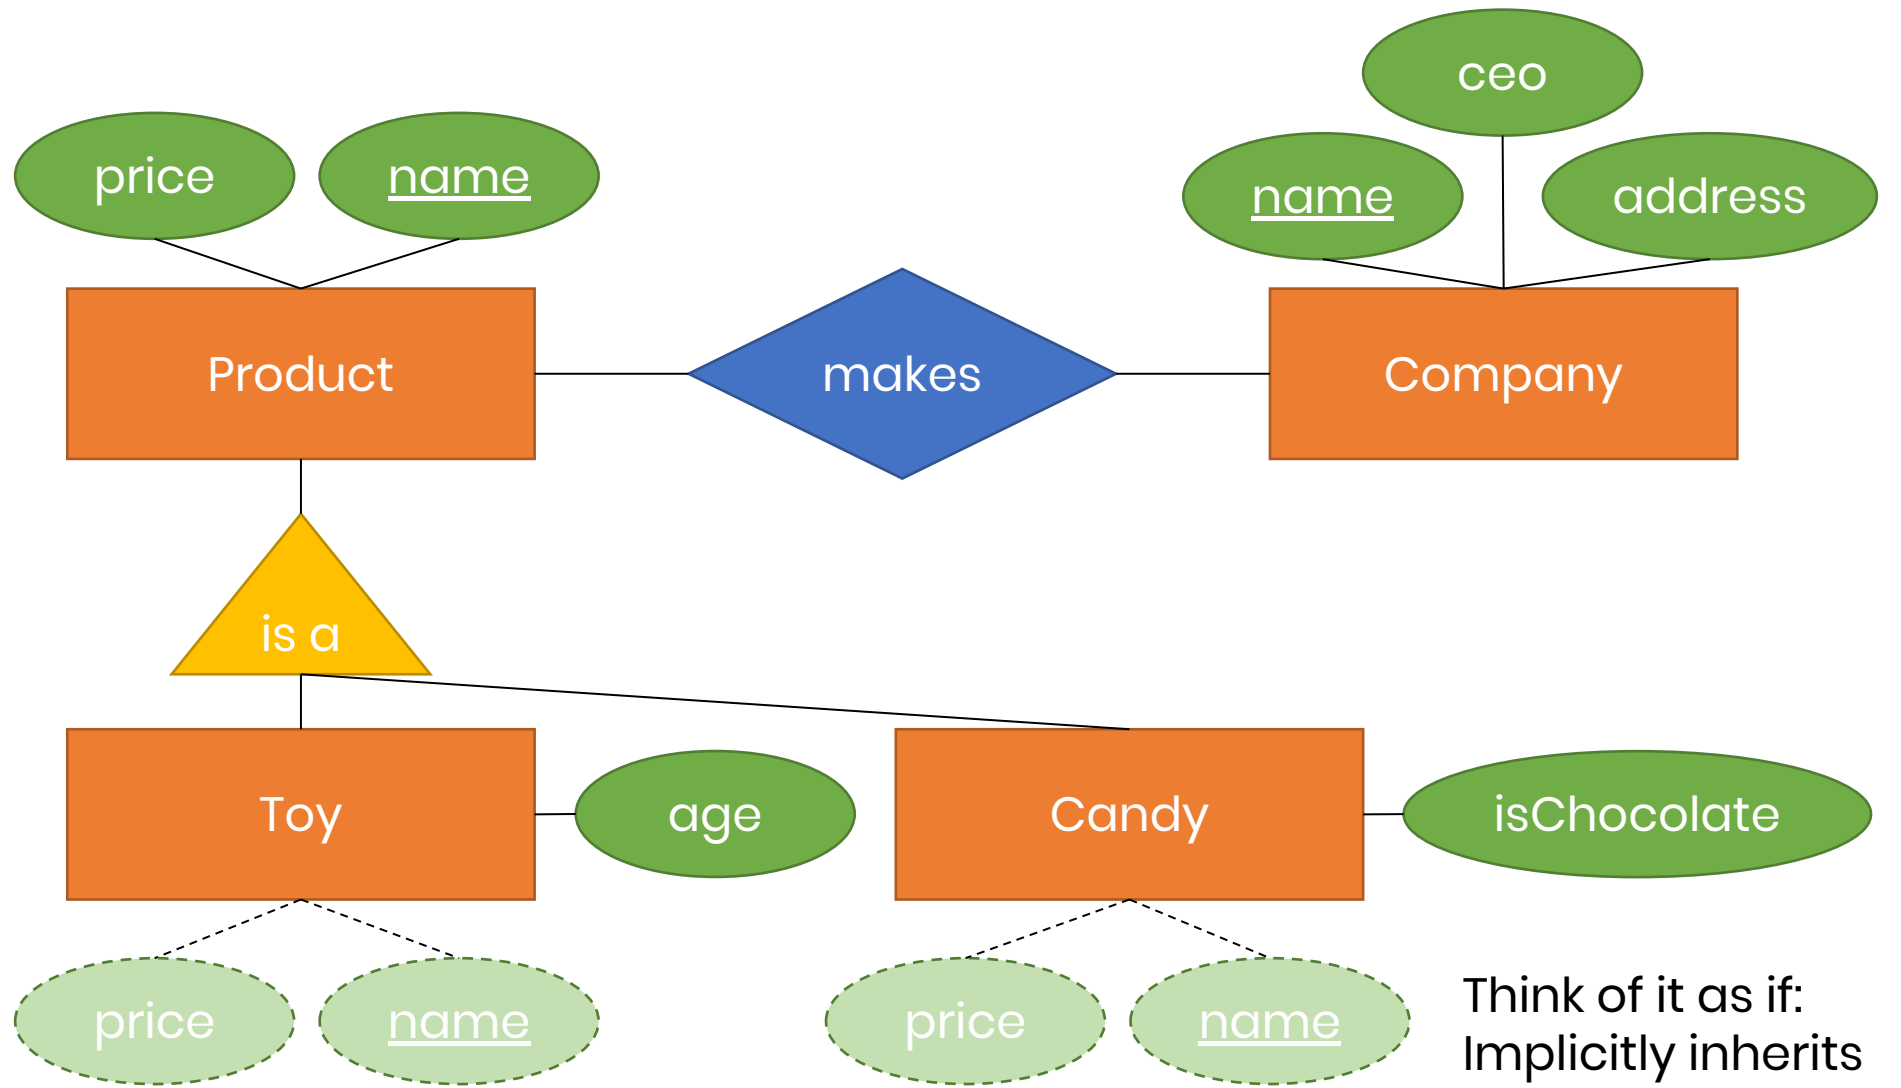 ceo
price
name
name
address
Product
makes
Company
is a
Toy
age
Candy
isChocolate
price
name
price
name
Think of it as if:
Implicitly inherits